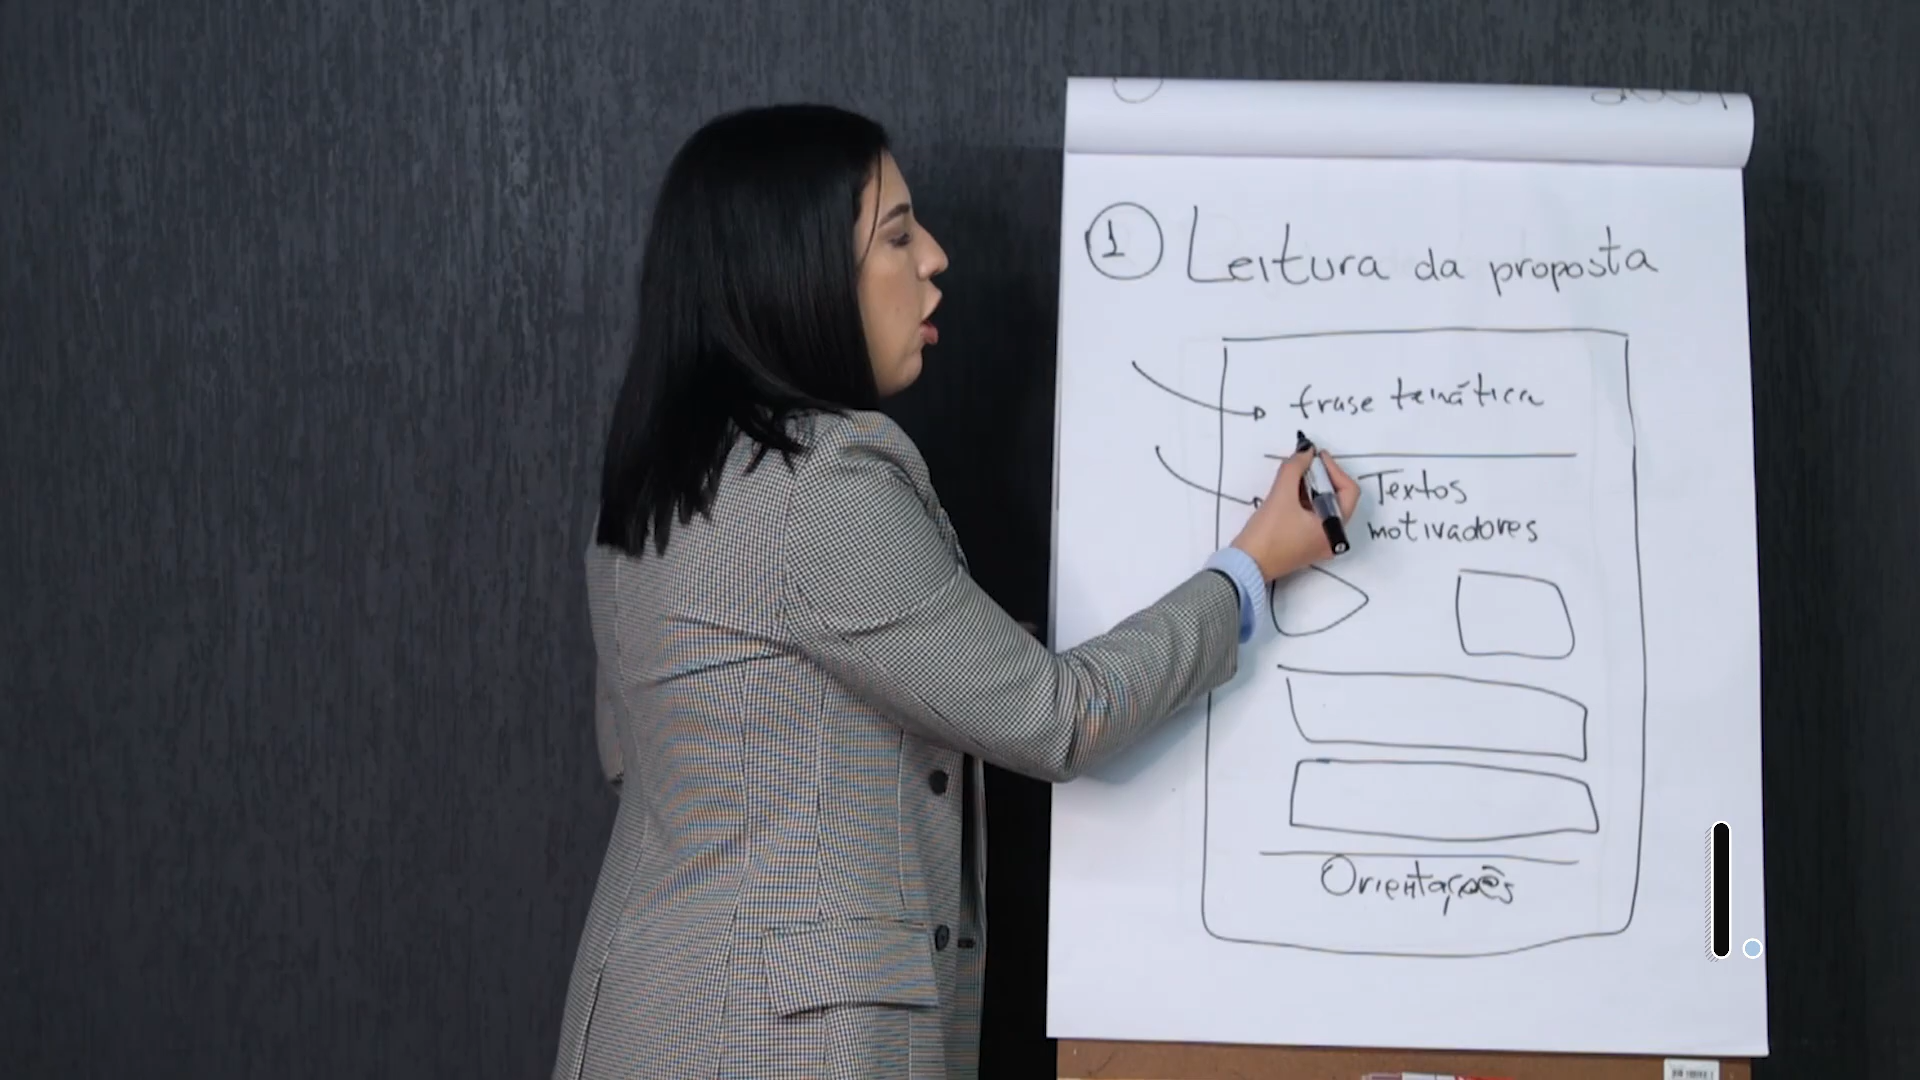 1 Leitura da proposta
frase temática
Textos
motivadores
Orientações